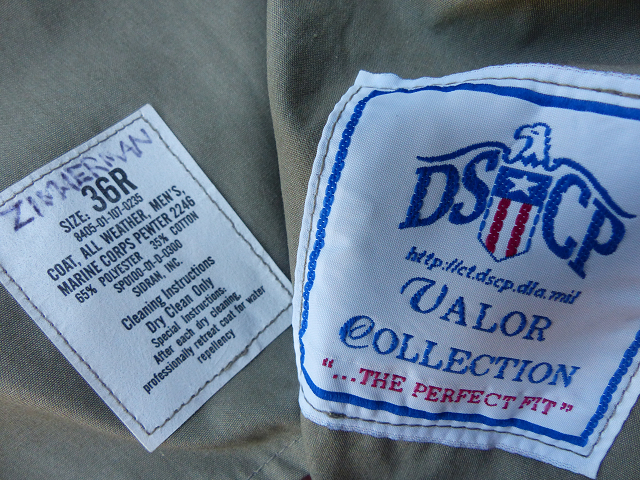 ZIMMERMAN
SIZE: 36R
8405-01-107-0235
COAT, ALL WEATHER, MEN'S,
MARINE CORPS PEWTER 2246
65% POLYESTER 35% COTTON
SPO100-01-D-0300
SIDRAN, INC.
Cleaning Instructions
Dry Clean Only
Special instructions:
After each dry cleaning,
professionally retreat coat for water
repellency
DSCP
http://ct.dscp.dla.mil
VALOR
COLLECTION
"...THE PERFECT FIT"